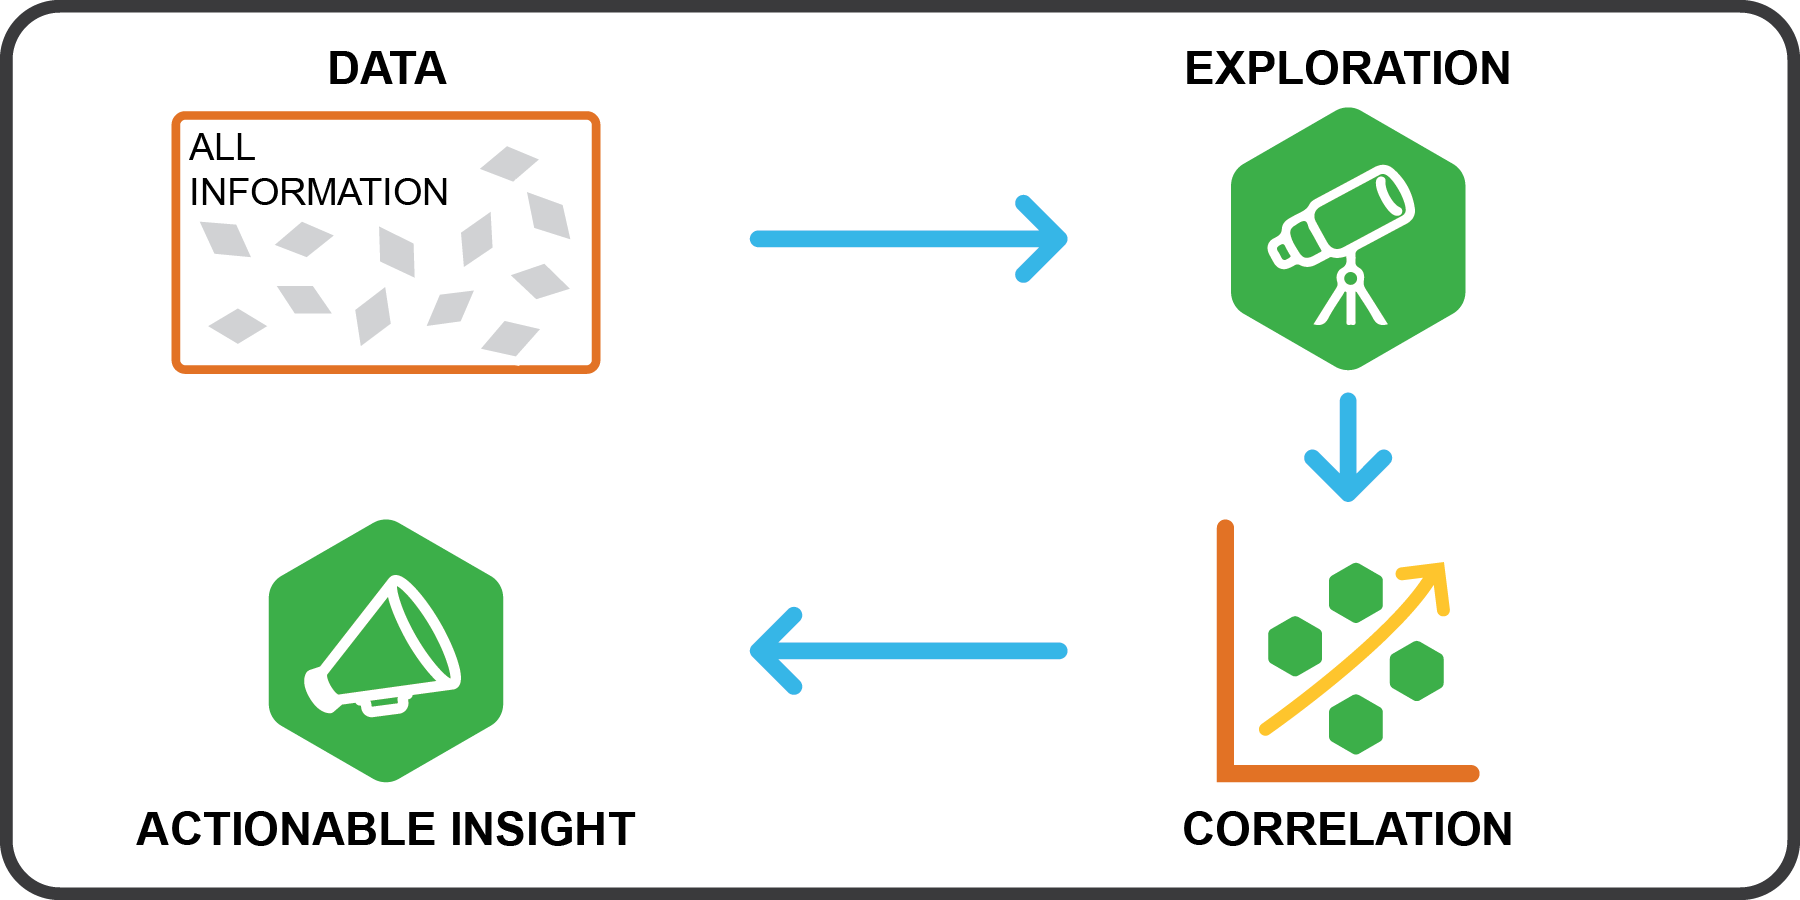 DATA
ALL
INFORMATION
EXPLORATION
CORRELATION
ACTIONABLE INSIGHT